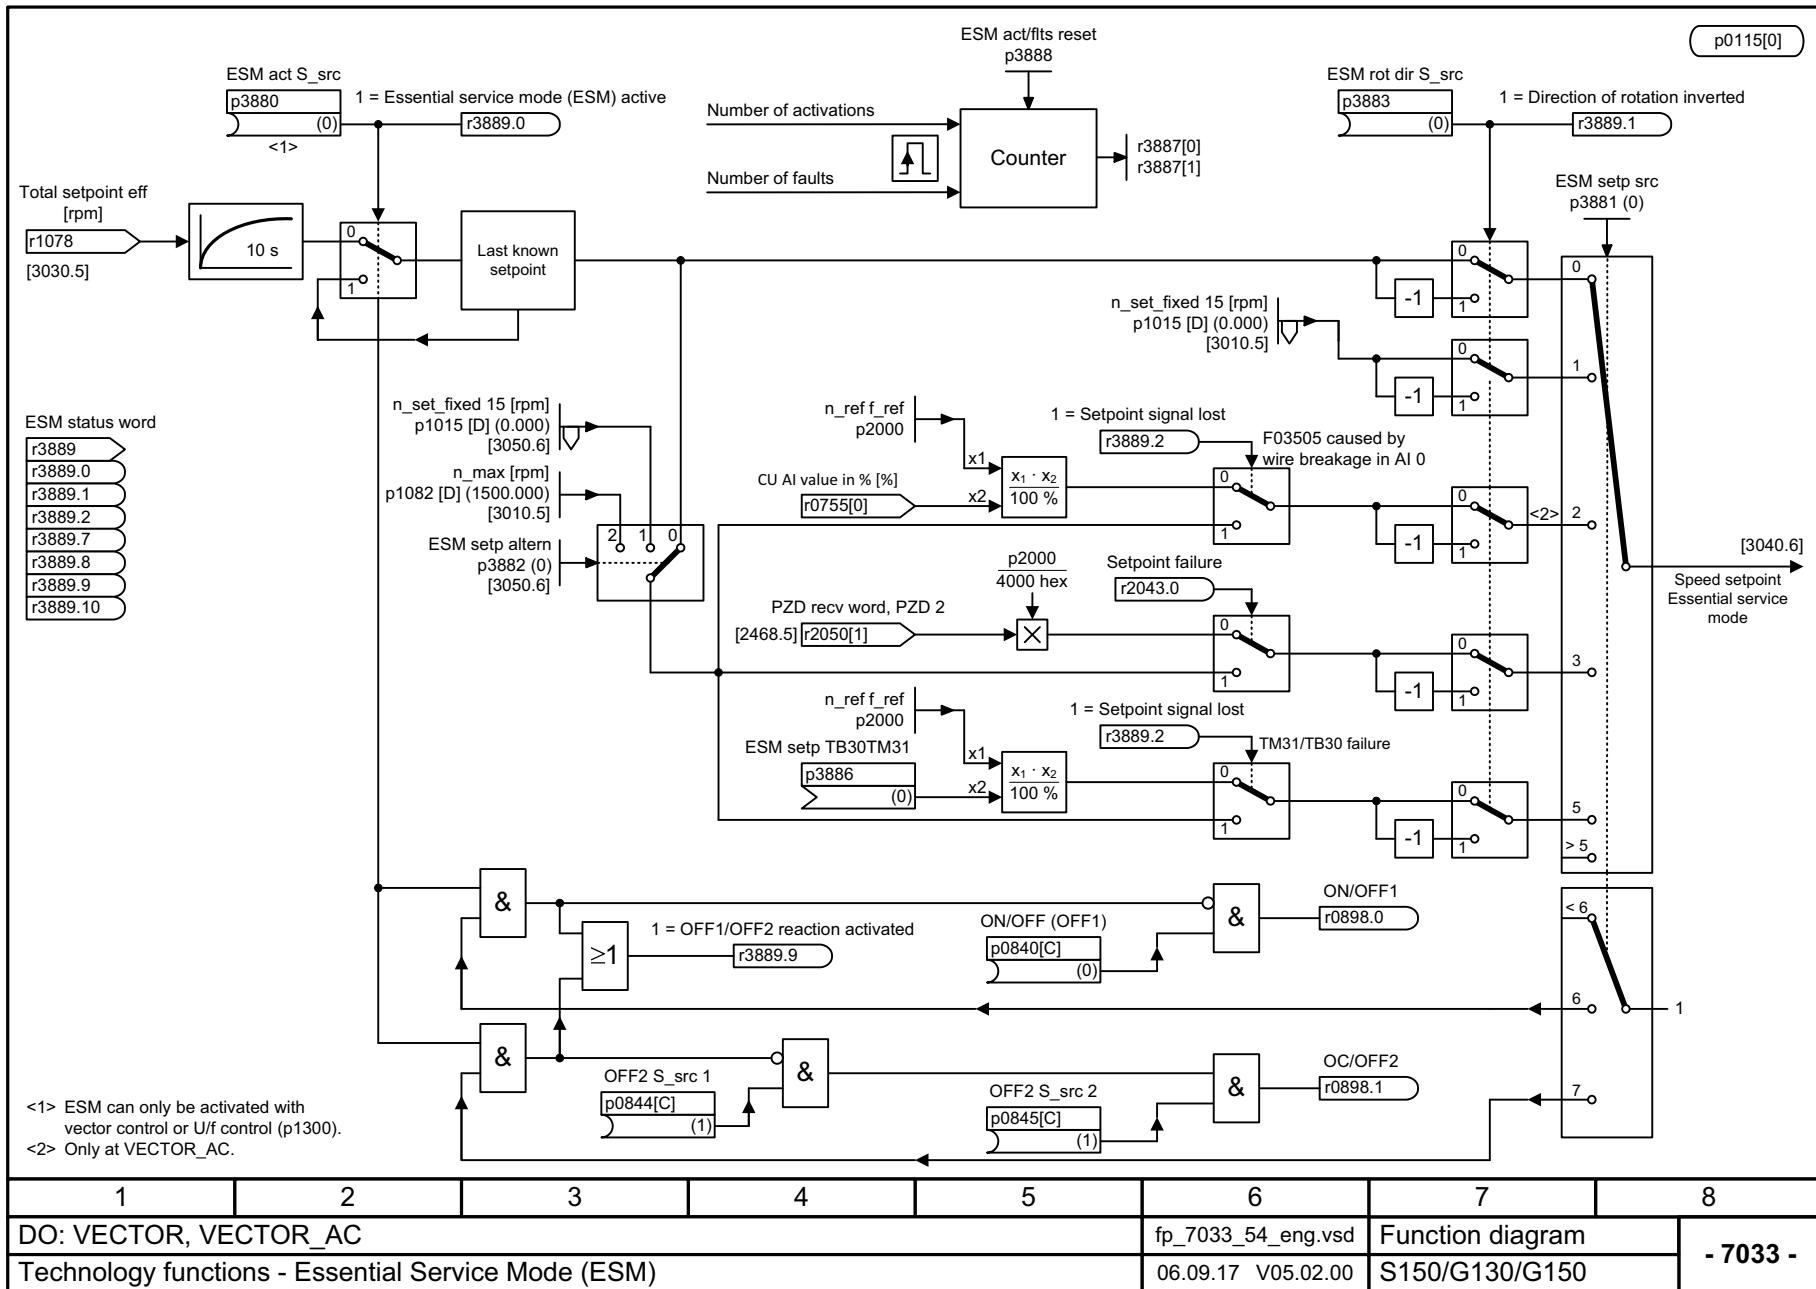 p0115[0]
ESM act/flts reset
p3888
ESM act S_src
p3880
(0)
<1>
1 = Essential service mode (ESM) active
r3889.0
Number of activations
Number of faults
Counter
r3887[0]
r3887[1]
ESM rot dir S_src
p3883
(0)
1 = Direction of rotation inverted
r3889.1
ESM setp src
p3881 (0)
Total setpoint eff
[rpm]
r1078
[3030.5]
10 s
0
1
Last known
setpoint
0
-1
1
0
n_set_fixed 15 [rpm]
p1015 [D] (0.000)
[3010.5]
0
-1
1
1
ESM status word
r3889
r3889.0
r3889.1
r3889.2
r3889.7
r3889.8
r3889.9
r3889.10
n_set_fixed 15 [rpm]
p1015 [D] (0.000)
[3050.6]
n_max [rpm]
p1082 [D] (1500.000)
[3010.5]
ESM setp altern
p3882 (0)
[3050.6]
2
1
0
n_ref f_ref
p2000
x1
CU AI value in % [%]
r0755[0]
x2
x1 · x2
100 %
1 = Setpoint signal lost
r3889.2
F03505 caused by
wire breakage in AI 0
0
1
-1
0
1
<2>
2
p2000
4000 hex
Setpoint failure
r2043.0
PZD recv word, PZD 2
[2468.5]
r2050[1]
0
1
-1
0
1
3
[3040.6]
Speed setpoint
Essential service
mode
n_ref f_ref
p2000
x1
ESM setp TB30TM31
p3886
(0)
x2
x1 · x2
100 %
1 = Setpoint signal lost
r3889.2
TM31/TB30 failure
0
1
-1
0
1
5
> 5
&
≥1
1 = OFF1/OFF2 reaction activated
r3889.9
ON/OFF (OFF1)
p0840[C]
(0)
&
ON/OFF1
r0898.0
< 6
6
1
7
&
OFF2 S_src 1
p0844[C]
(1)
&
OFF2 S_src 2
p0845[C]
(1)
&
OC/OFF2
r0898.1
<1> ESM can only be activated with
vector control or U/f control (p1300).
<2> Only at VECTOR_AC.
1 2 3 4 5 6 7 8
DO: VECTOR, VECTOR_AC
fp_7033_54_eng.vsd
Function diagram
- 7033 -
Technology functions - Essential Service Mode (ESM)
06.09.17 V05.02.00
S150/G130/G150